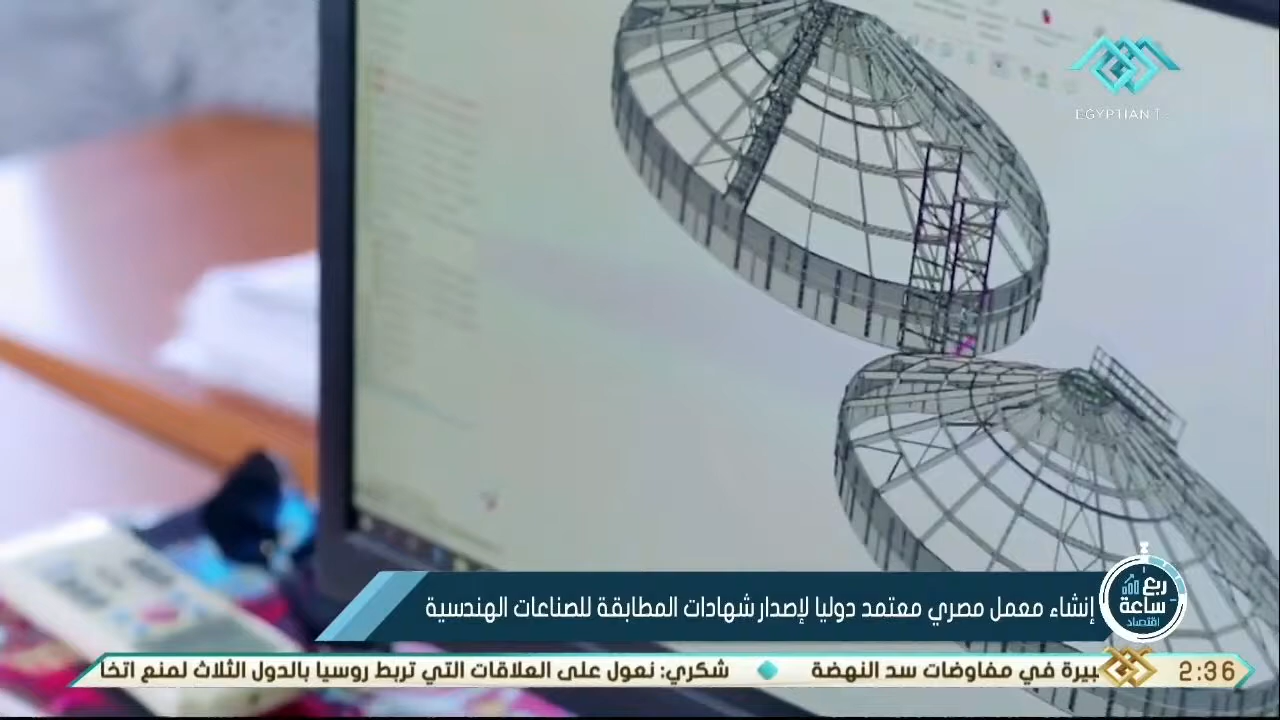 EGYPTIAN T
إنشاء معمل مصري معتمد دوليا لإصدار شهادات المطابقة للصناعات الهندسية
ربع
ساعة
اقتصاد
2:36
بيرة في مفاوضات سد النهضة ◆ شكري: نعول على العلاقات التي تربط روسيا بالدول الثلاث لمنع اتخا